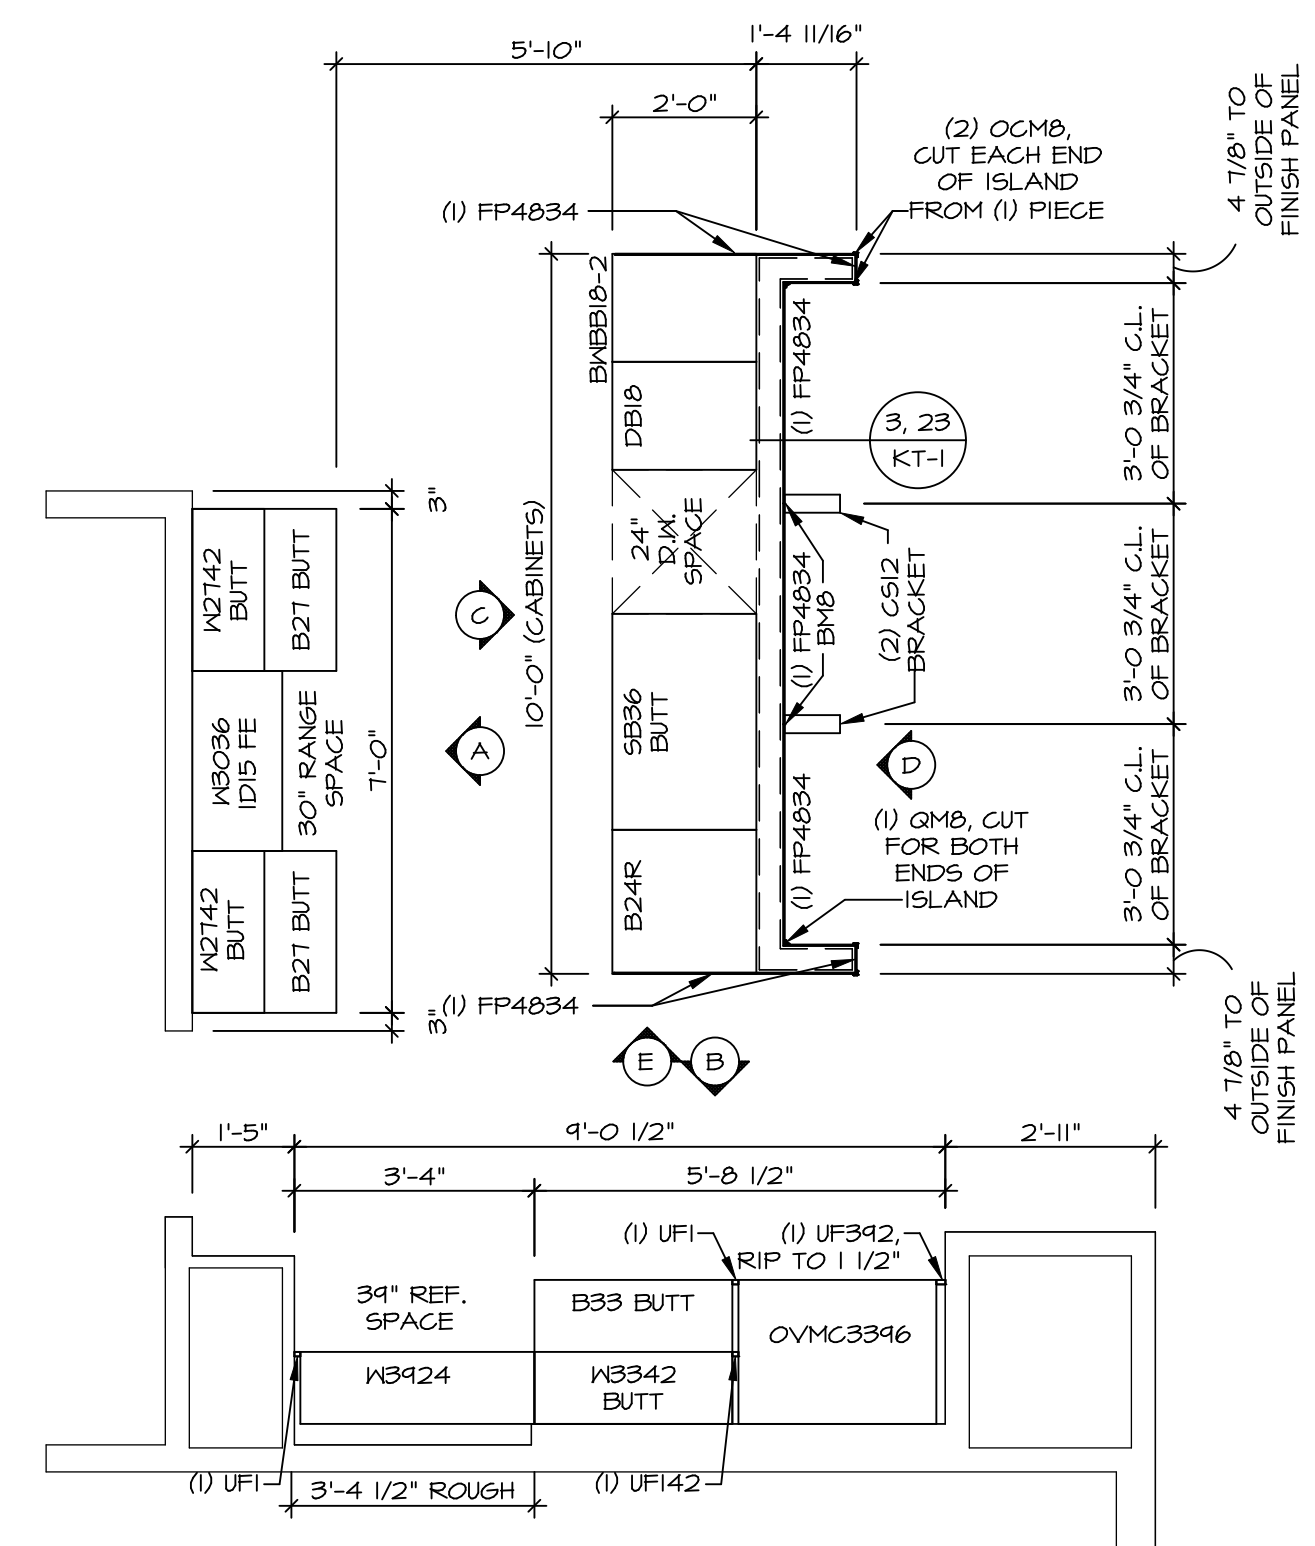 1'-4 11/16"
5'-10"
2'-0"
(2) OCM8,
CUT EACH END
OF ISLAND
FROM (1) PIECE
4 7/8" TO
OUTSIDE OF
FINISH PANEL
(1) FP4834
BWBB18-2
DB18
24"
D.W.
SPACE
SB36
BUTT
B24R
10'-0" (CABINETS)
(1) FP4834
(1) FP4834
BM8
(1) FP4834
3, 23
KT-1
(2) CS12
BRACKET
3'-0 3/4" C.L.
OF BRACKET
3'-0 3/4" C.L.
OF BRACKET
3'-0 3/4" C.L.
OF BRACKET
3"
W2742
BUTT
B27 BUTT
W3036
1D15 FE
30" RANGE
SPACE
7'-0"
W2742
BUTT
B27 BUTT
3"
C
A
D
(1) QM8, CUT
FOR BOTH
ENDS OF
ISLAND
(1) FP4834
E
B
4 7/8" TO
OUTSIDE OF
FINISH PANEL
1'-5"
9'-0 1/2"
2'-11"
3'-4"
5'-8 1/2"
(1) UF1
(1) UF392,
RIP TO 1 1/2"
39" REF.
SPACE
B33 BUTT
OVMC3396
W3924
W3342
BUTT
(1) UF1
3'-4 1/2" ROUGH
(1) UF142